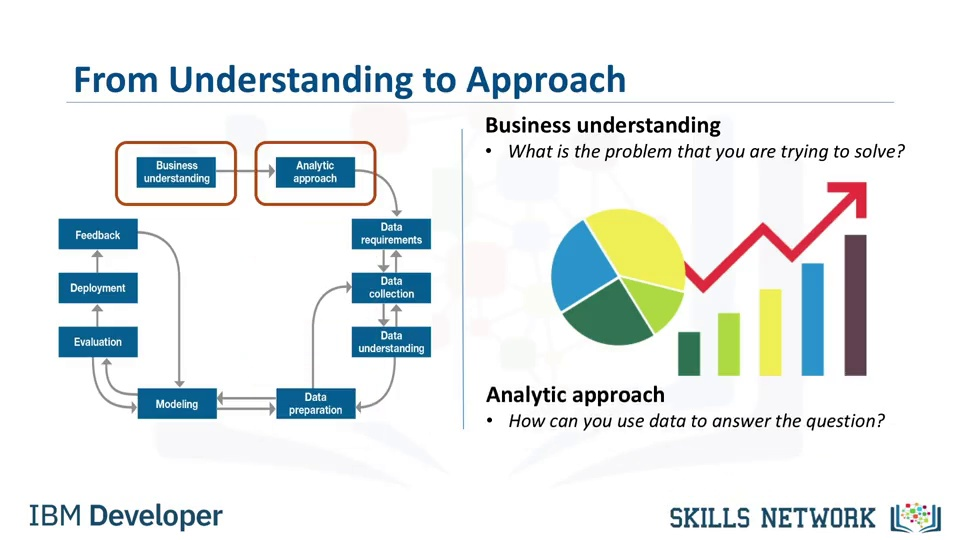 From Understanding to Approach
Business
understanding
Analytic
approach
Feedback
Data
requirements
Deployment
Data
collection
Evaluation
Data
understanding
Modeling
Data
preparation
Business understanding
• What is the problem that you are trying to solve?
Analytic approach
• How can you use data to answer the question?
IBM Developer
SKILLS NETWORK